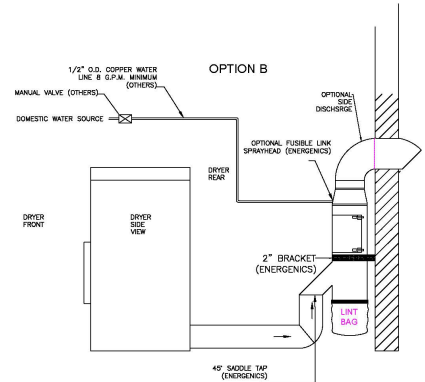 1/2" O.D. COPPER WATER
LINE 8 G.P.M. MINIMUM
(OTHERS)
OPTION B
MANUAL VALVE (OTHERS)
DOMESTIC WATER SOURCE
OPTIONAL
SIDE
DISCHSRGE
OPTIONAL FUSIBLE LINK
SPRAYHEAD (ENERGENICS)
DRYER
REAR
DRYER
FRONT
DRYER
SIDE
VIEW
2" BRACKET
(ENERGENICS)
LINT
BAG
45° SADDLE TAP
(ENERGENICS)